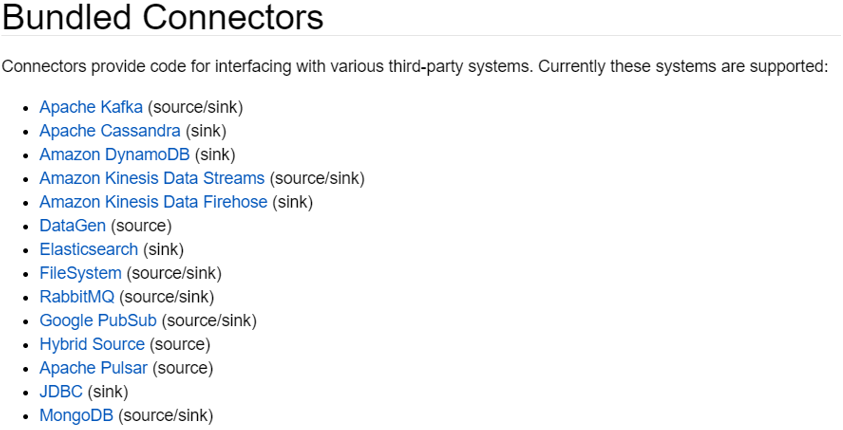 Bundled Connectors
Connectors provide code for interfacing with various third-party systems. Currently these systems are supported:
• Apache Kafka (source/sink)
• Apache Cassandra (sink)
• Amazon DynamoDB (sink)
• Amazon Kinesis Data Streams (source/sink)
• Amazon Kinesis Data Firehose (sink)
• DataGen (source)
• Elasticsearch (sink)
• FileSystem (source/sink)
• RabbitMQ (source/sink)
• Google PubSub (source/sink)
• Hybrid Source (source)
• Apache Pulsar (source)
• JDBC (sink)
• MongoDB (source/sink)